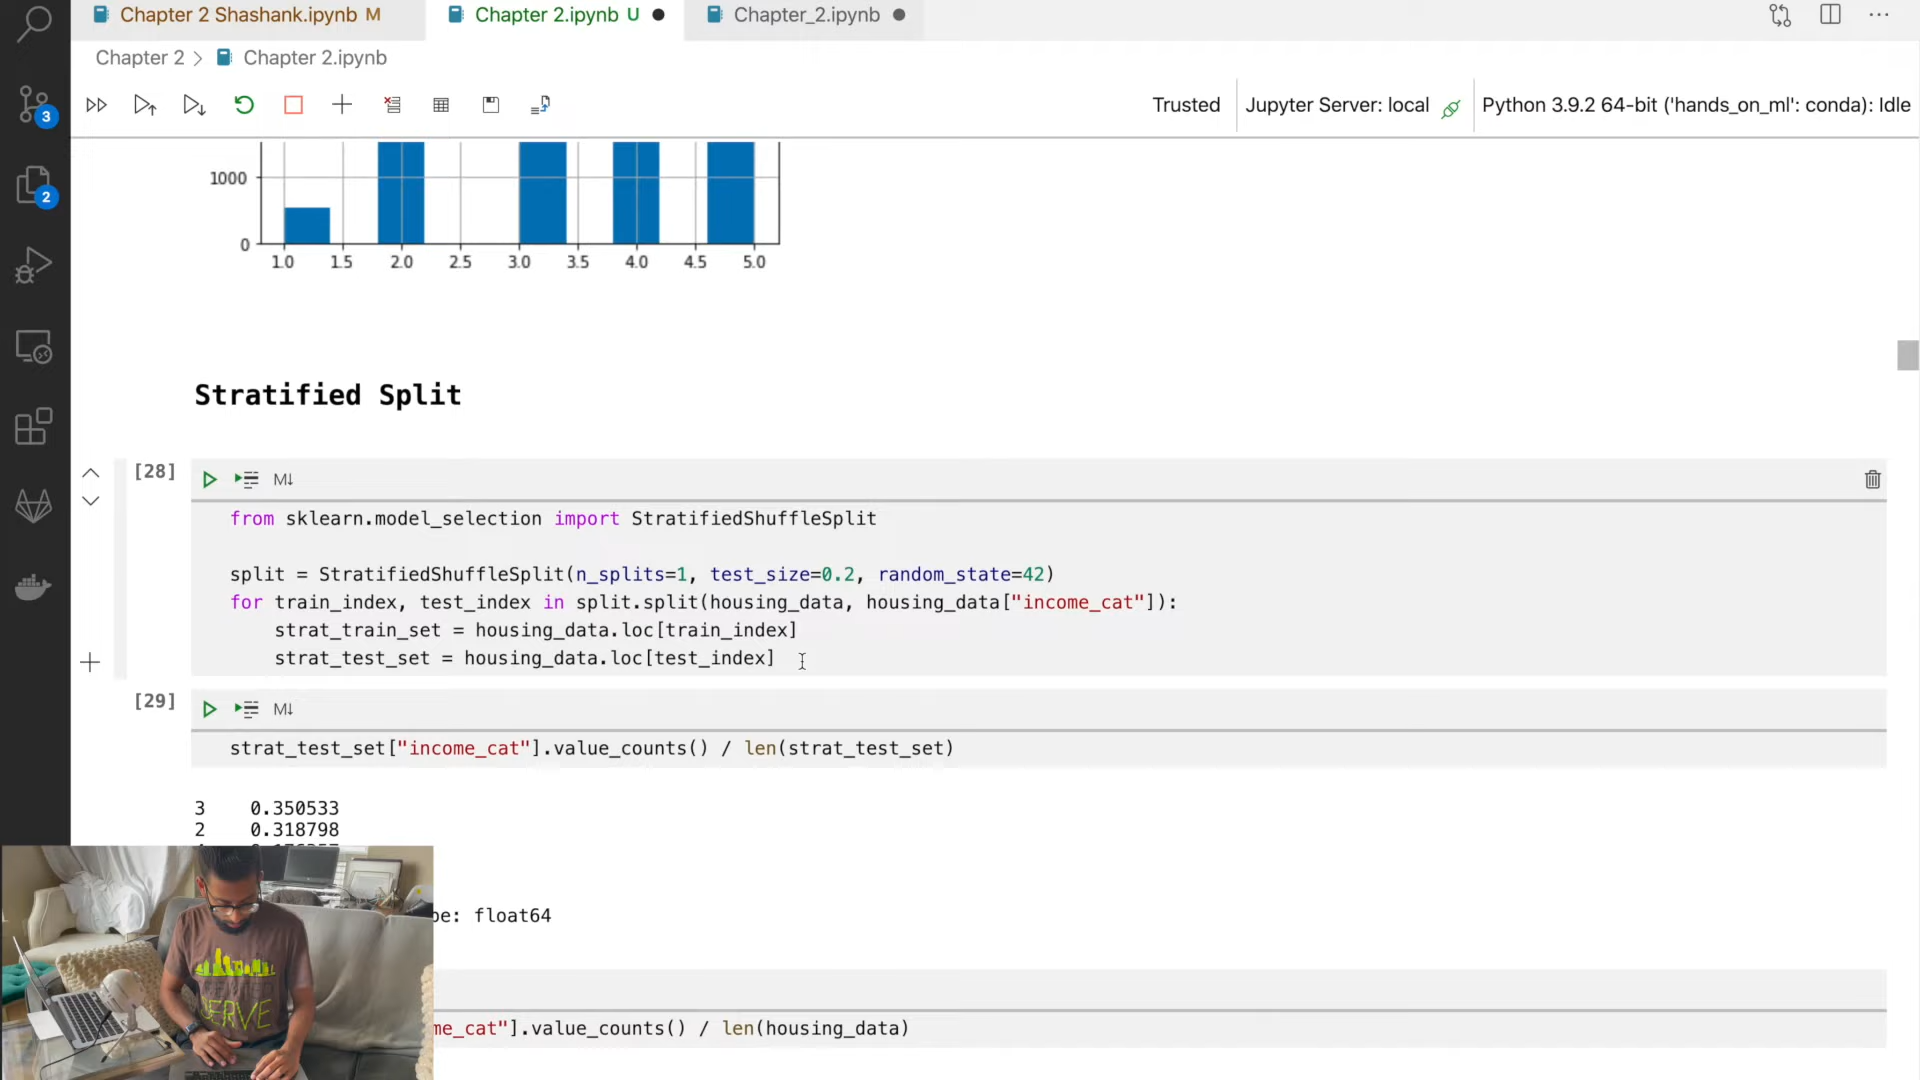 Chapter 2 Shashank.ipynb M
Chapter 2.ipynb U
Chapter_2.ipynb
Chapter 2 > Chapter 2.ipynb
3
2
Trusted
Jupyter Server: local
Python 3.9.2 64-bit ('hands_on_ml': conda): Idle
1000
0
1.0 1.5 2.0 2.5 3.0 3.5 4.0 4.5 5.0
Stratified Split
[28]
M↓
from sklearn.model_selection import StratifiedShuffleSplit
split = StratifiedShuffleSplit(n_splits=1, test_size=0.2, random_state=42)
for train_index, test_index in split.split(housing_data, housing_data["income_cat"]):
strat_train_set = housing_data.loc[train_index]
strat_test_set = housing_data.loc[test_index]
[29]
M↓
strat_test_set["income_cat"].value_counts() / len(strat_test_set)
3 0.350533
2 0.318798
pe: float64
me_cat"].value_counts() / len(housing_data)
SERVE